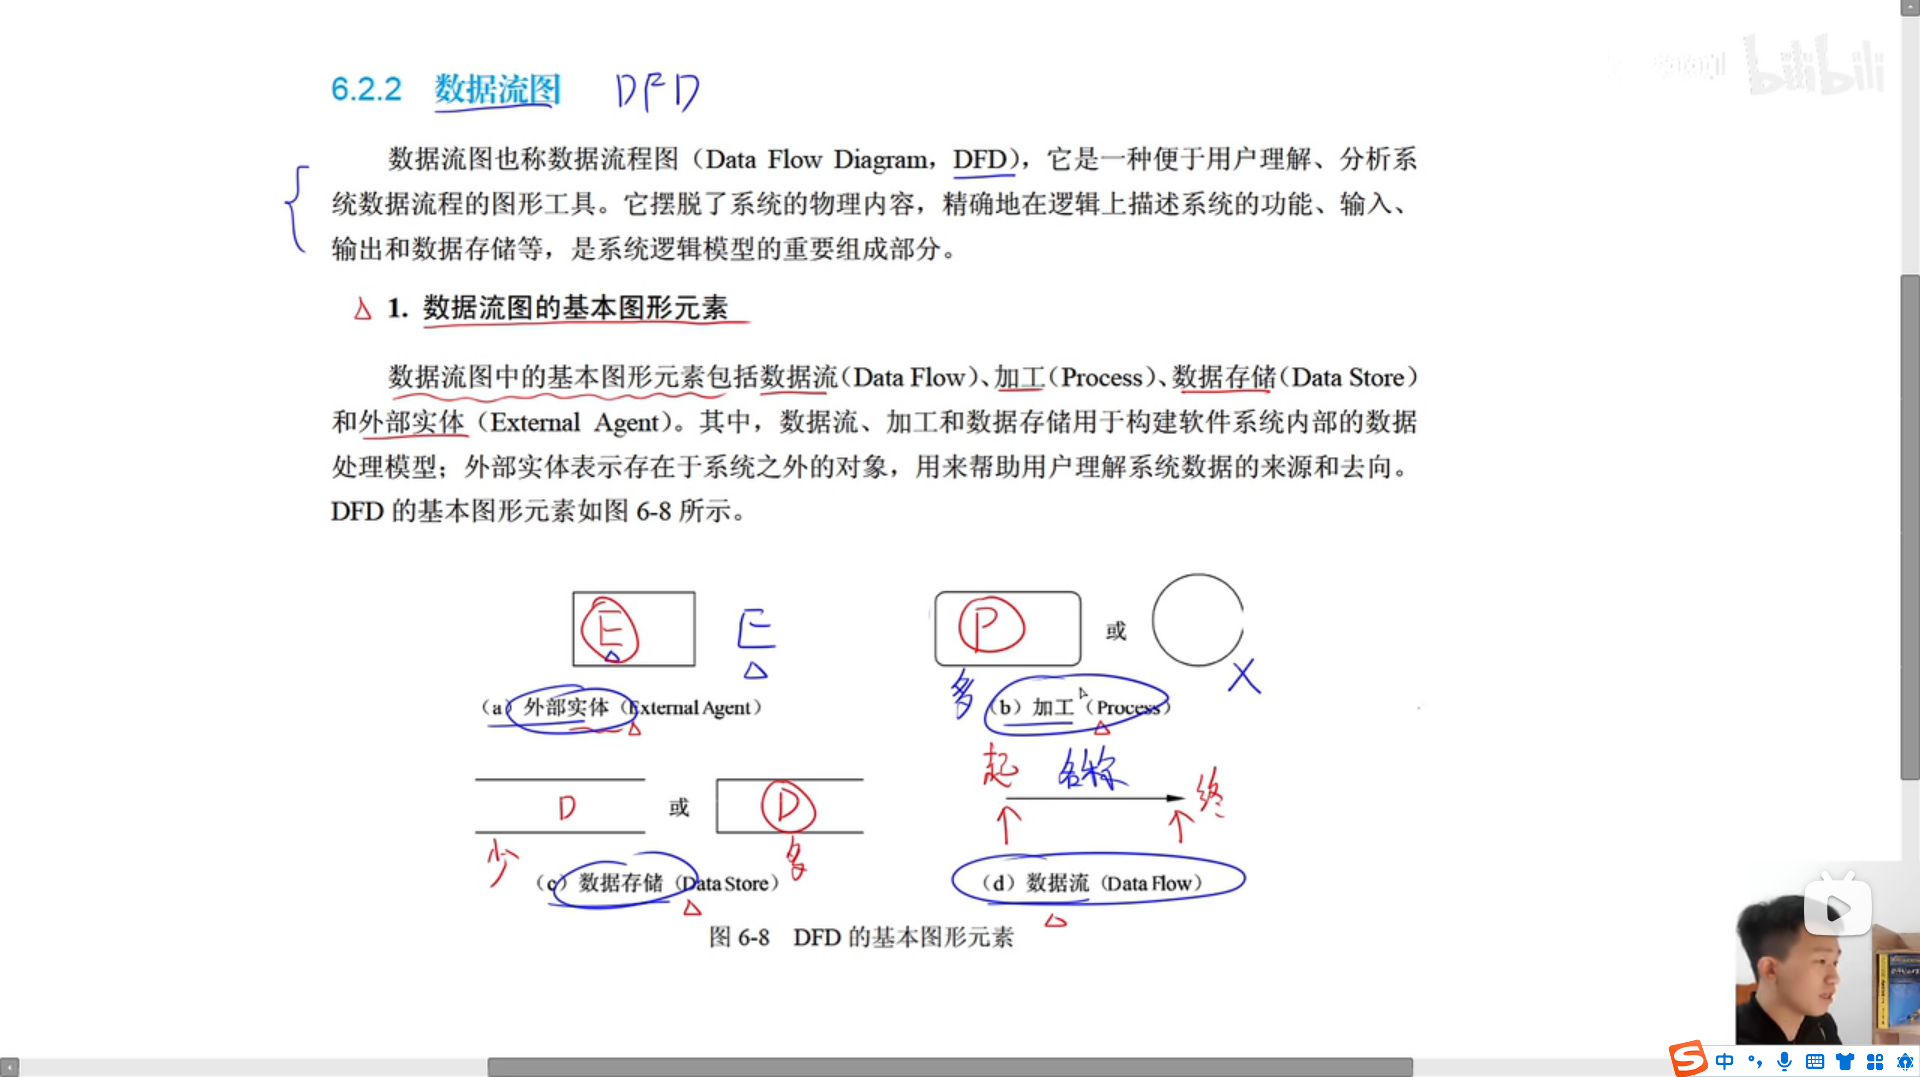 6.2.2 数据流图 DFD
bilibili
数据流图也称数据流程图（Data Flow Diagram，DFD），它是一种便于用户理解、分析系
统数据流程的图形工具。它摆脱了系统的物理内容，精确地在逻辑上描述系统的功能、输入、
输出和数据存储等，是系统逻辑模型的重要组成部分。
1. 数据流图的基本图形元素
数据流图中的基本图形元素包括数据流（Data Flow）、加工（Process）、数据存储（Data Store）
和外部实体（External Agent）。其中，数据流、加工和数据存储用于构建软件系统内部的数据
处理模型；外部实体表示存在于系统之外的对象，用来帮助用户理解系统数据的来源和去向。
DFD 的基本图形元素如图 6-8 所示。
E E P 或
多 X
（a）外部实体（External Agent） （b）加工（Process）
起 名称 终
D 或 D
少 多
（c）数据存储（Data Store） （d）数据流（Data Flow）
图 6-8 DFD 的基本图形元素
中